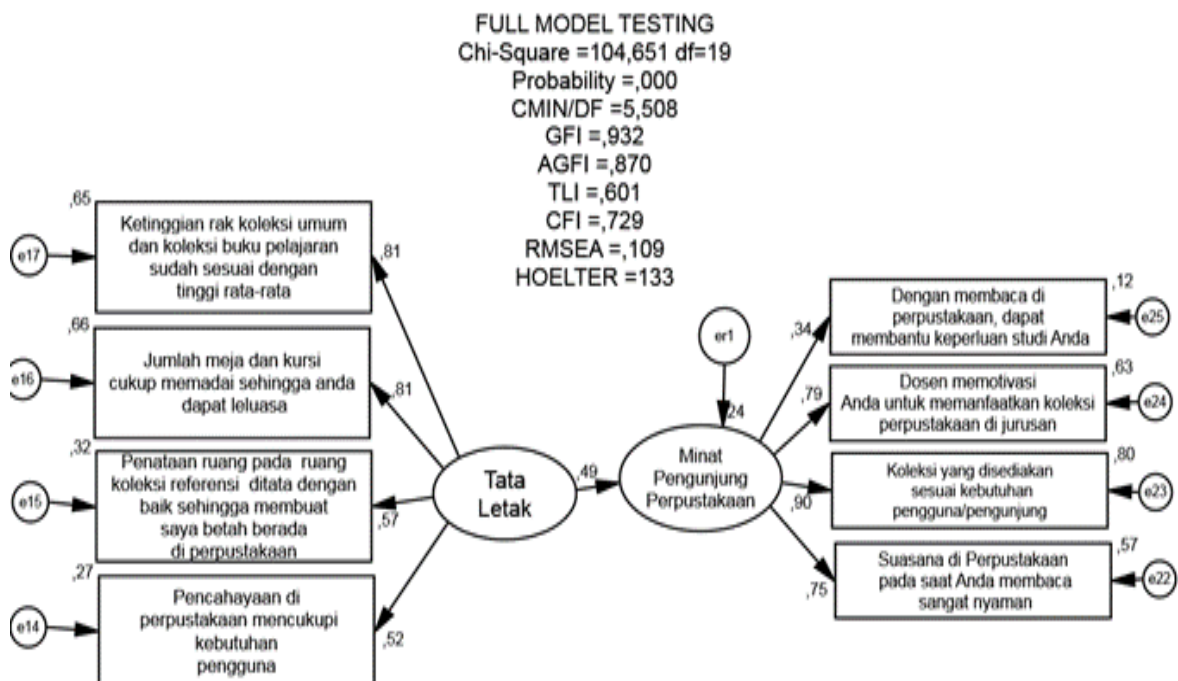 FULL MODEL TESTING
Chi-Square =104,651 df=19
Probability =,000
CMIN/DF =5,508
GFI =,932
AGFI =,870
TLI =,601
CFI =,729
RMSEA =,109
HOELTER =133
,65
e17
Ketinggian rak koleksi umum
dan koleksi buku pelajaran
sudah sesuai dengan
tinggi rata-rata
,81
,66
e16
Jumlah meja dan kursi
cukup memadai sehingga anda
dapat leluasa
,81
,32
e15
Penataan ruang pada ruang
koleksi referensi ditata dengan
baik sehingga membuat
saya betah berada
di perpustakaan
,57
,27
e14
Pencahayaan di
perpustakaan mencukupi
kebutuhan
pengguna
,52
Tata
Letak
,49
er1
,24
Minat
Pengunjung
Perpustakaan
,34
,12
Dengan membaca di
perpustakaan, dapat
membantu keperluan studi Anda
e25
,79
,63
Dosen memotivasi
Anda untuk memanfaatkan koleksi
perpustakaan di jurusan
e24
,90
,80
Koleksi yang disediakan
sesuai kebutuhan
pengguna/pengunjung
e23
,75
,57
Suasana di Perpustakaan
pada saat Anda membaca
sangat nyaman
e22